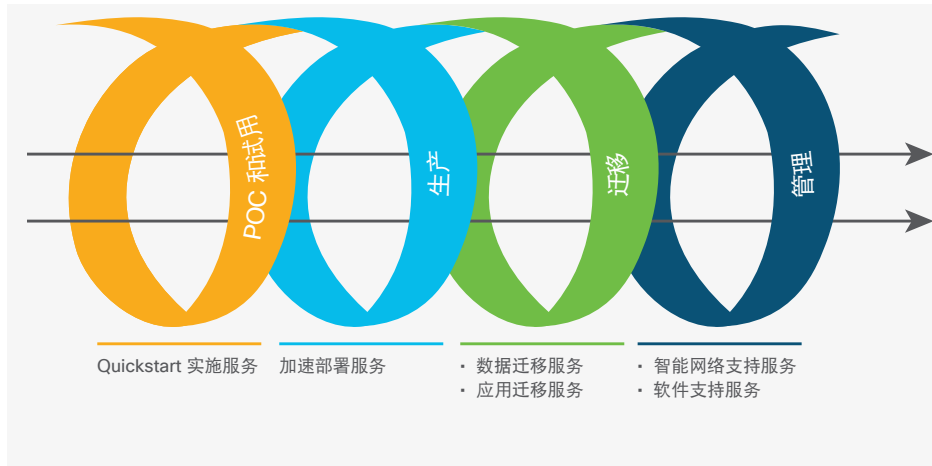 POC 和试用
生产
迁移
管理
Quickstart 实施服务
加速部署服务
· 数据迁移服务
· 应用迁移服务
· 智能网络支持服务
· 软件支持服务